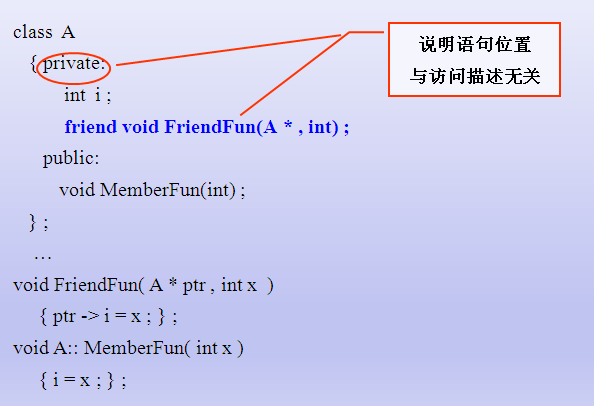 class A
{ private:
int i ;
friend void FriendFun(A * , int) ;
public:
void MemberFun(int) ;
} ;
…
void FriendFun( A * ptr , int x )
{ ptr -> i = x ; } ;
void A:: MemberFun( int x )
{ i = x ; } ;
说明语句位置
与访问描述无关